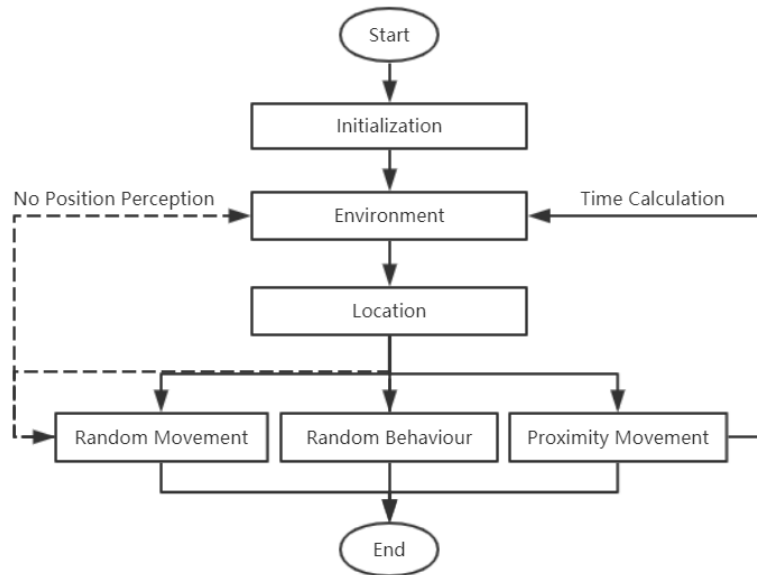 Start
Initialization
No Position Perception
Environment
Time Calculation
Location
Random Movement
Random Behaviour
Proximity Movement
End